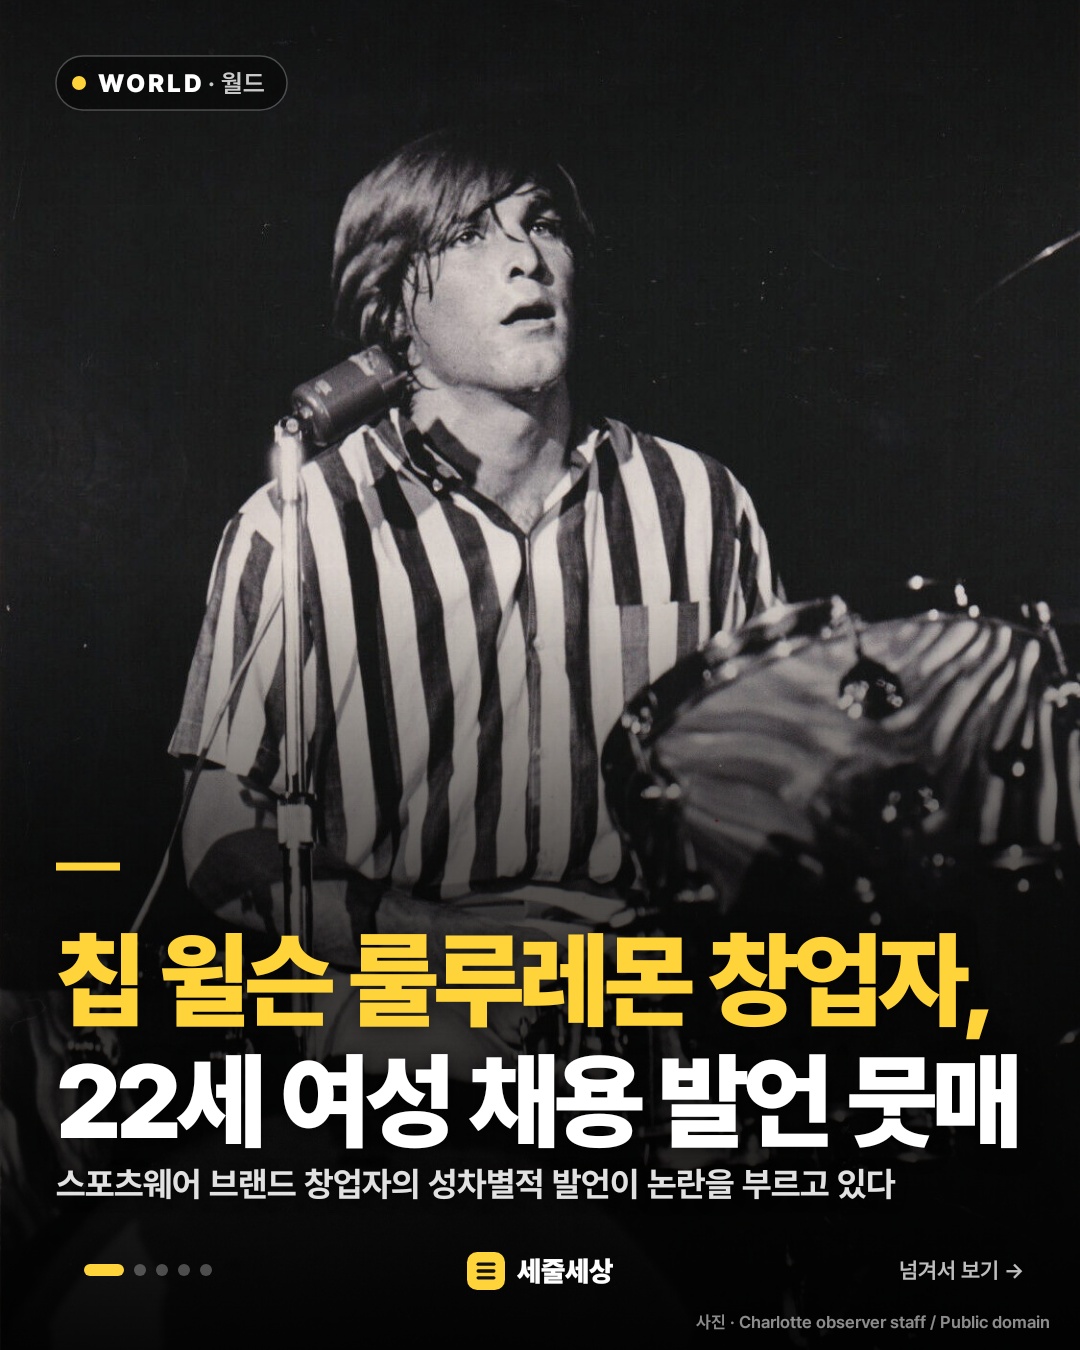 WORLD · 월드
칩 윌슨 룰루레몬 창업자,
22세 여성 채용 발언 뭇매
스포츠웨어 브랜드 창업자의 성차별적 발언이 논란을 부르고 있다
세줄세상
넘겨서 보기 →
사진 · Charlotte observer staff / Public domain